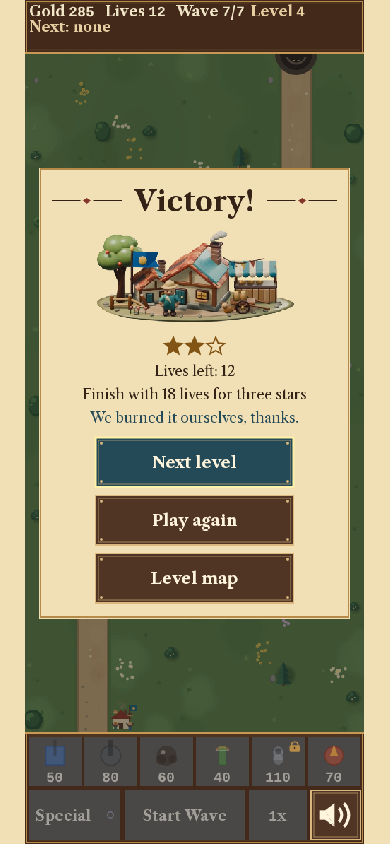 Gold 285 Lives 12 Wave 7/7 Level 4
Next: none
Victory!
Lives left: 12
Finish with 18 lives for three stars
We burned it ourselves, thanks.
Next level
Play again
Level map
50 80 60 40 110 70
Special Start Wave 1x